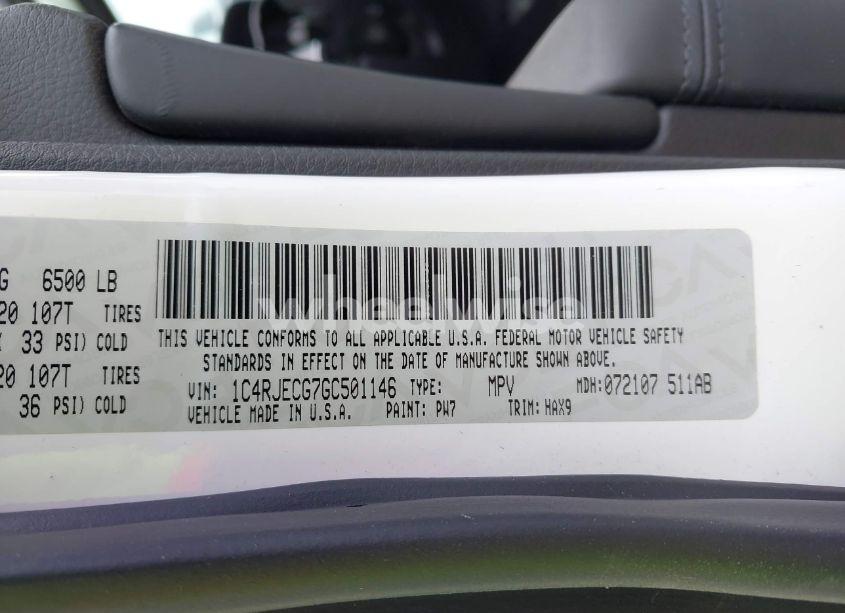 G 6500 LB
20 107T TIRES
33 PSI) COLD
20 107T TIRES
36 PSI) COLD
wheelwise
THIS VEHICLE CONFORMS TO ALL APPLICABLE U.S.A. FEDERAL MOTOR VEHICLE SAFETY
STANDARDS IN EFFECT ON THE DATE OF MANUFACTURE SHOWN ABOVE.
VIN: 1C4RJECG7GC501146 TYPE: MPV MDH:072107 511AB
VEHICLE MADE IN U.S.A. PAINT: PW7 TRIM: HAX9